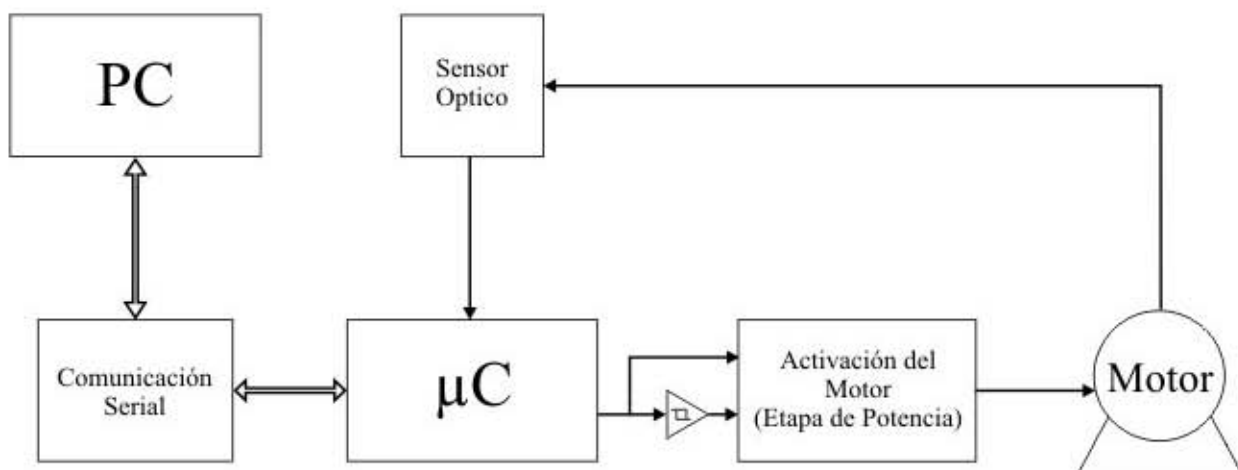 PC
Sensor
Optico
Comunicación
Serial
μC
Activación del
Motor
(Etapa de Potencia)
Motor